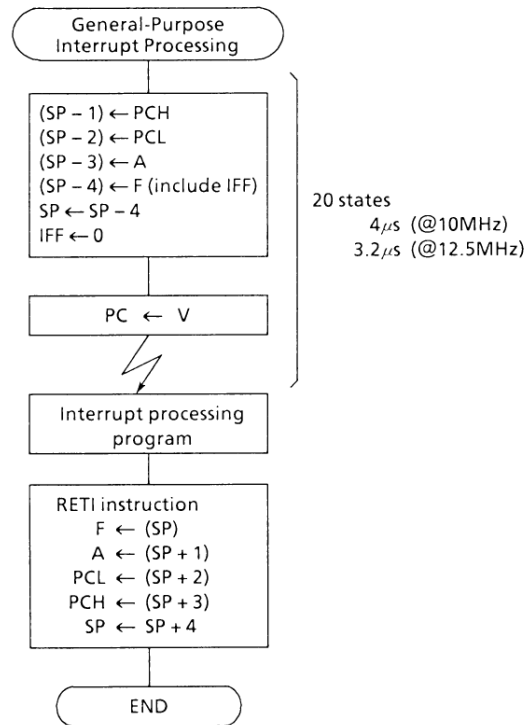 General-Purpose
Interrupt Processing
(SP – 1) ← PCH
(SP – 2) ← PCL
(SP – 3) ← A
(SP – 4) ← F (include IFF)
SP ← SP – 4
IFF ← 0
20 states
4μs (@10MHz)
3.2μs (@12.5MHz)
PC ← V
Interrupt processing
program
RETI instruction
F ← (SP)
A ← (SP + 1)
PCL ← (SP + 2)
PCH ← (SP + 3)
SP ← SP + 4
END